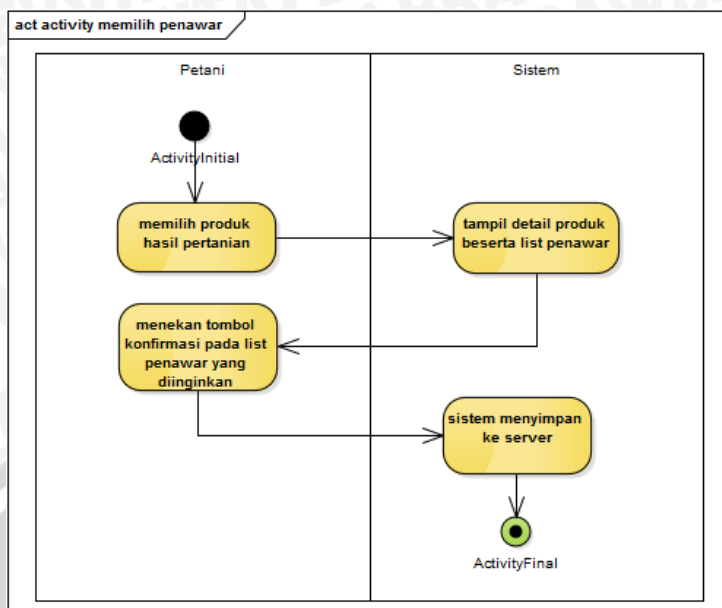 act activity memilih penawar
Petani
Sistem
ActivityInitial
memilih produk
hasil pertanian
tampil detail produk
beserta list penawar
menekan tombol
konfirmasi pada list
penawar yang
diinginkan
sistem menyimpan
ke server
ActivityFinal